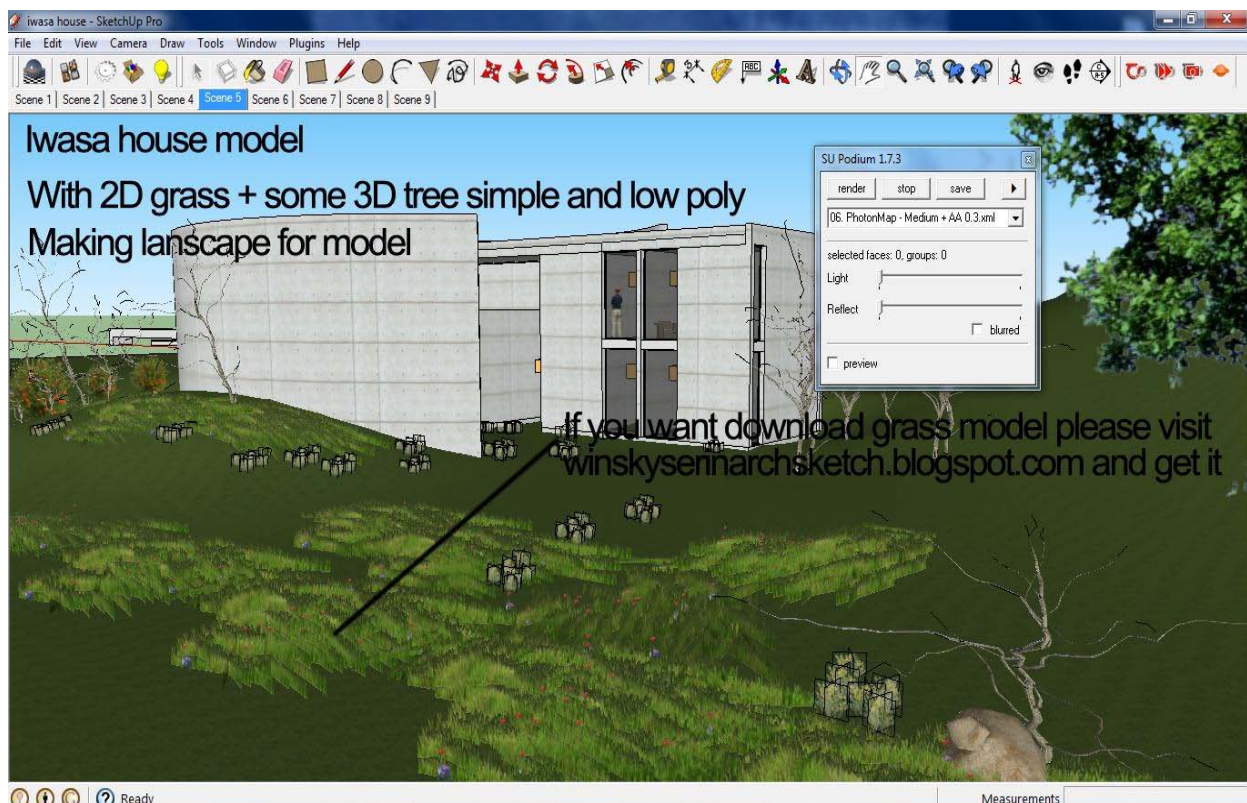 iwasa house - SketchUp Pro
File Edit View Camera Draw Tools Window Plugins Help
ABC
Scene 1 Scene 2 Scene 3 Scene 4 Scene 5 Scene 6 Scene 7 Scene 8 Scene 9
Iwasa house model
With 2D grass + some 3D tree simple and low poly
Making lanscape for model
SU Podium 1.7.3
render stop save
06. PhotonMap - Medium + AA 0.3.xml
selected faces: 0, groups: 0
Light
Reflect
blurred
preview
If you want download grass model please visit
winskyserinarchsketch.blogspot.com and get it
Ready Measurements